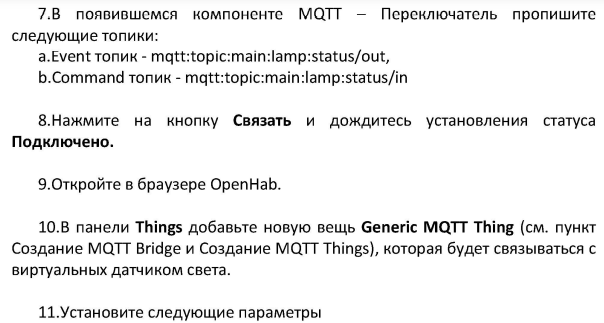 7.В появившемся компоненте MQTT – Переключатель пропишите
следующие топики:
a.Event топик - mqtt:topic:main:lamp:status/out,
b.Command топик - mqtt:topic:main:lamp:status/in
8.Нажмите на кнопку Связать и дождитесь установления статуса
Подключено.
9.Откройте в браузере OpenHab.
10.В панели Things добавьте новую вещь Generic MQTT Thing (см. пункт
Создание MQTT Bridge и Создание MQTT Things), которая будет связываться с
виртуальных датчиком света.
11.Установите следующие параметры